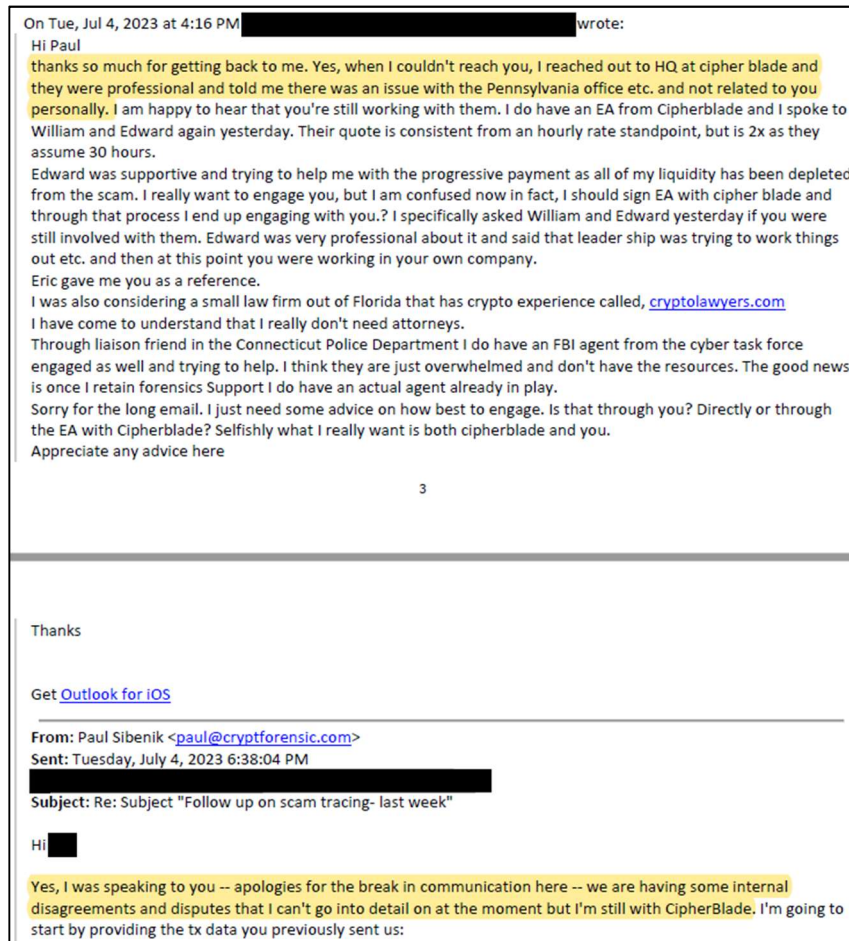 On Tue, Jul 4, 2023 at 4:16 PM wrote:
Hi Paul
thanks so much for getting back to me. Yes, when I couldn't reach you, I reached out to HQ at cipher blade and
they were professional and told me there was an issue with the Pennsylvania office etc. and not related to you
personally. I am happy to hear that you're still working with them. I do have an EA from Cipherblade and I spoke to
William and Edward again yesterday. Their quote is consistent from an hourly rate standpoint, but is 2x as they
assume 30 hours.
Edward was supportive and trying to help me with the progressive payment as all of my liquidity has been depleted
from the scam. I really want to engage you, but I am confused now in fact, I should sign EA with cipher blade and
through that process I end up engaging with you.? I specifically asked William and Edward yesterday if you were
still involved with them. Edward was very professional about it and said that leader ship was trying to work things
out etc. and then at this point you were working in your own company.
Eric gave me you as a reference.
I was also considering a small law firm out of Florida that has crypto experience called, cryptolawyers.com
I have come to understand that I really don't need attorneys.
Through liaison friend in the Connecticut Police Department I do have an FBI agent from the cyber task force
engaged as well and trying to help. I think they are just overwhelmed and don't have the resources. The good news
is once I retain forensics Support I do have an actual agent already in play.
Sorry for the long email. I just need some advice on how best to engage. Is that through you? Directly or through
the EA with Cipherblade? Selfishly what I really want is both cipherblade and you.
Appreciate any advice here
3
Thanks
Get Outlook for iOS
From: Paul Sibenik <paul@cryptforensic.com>
Sent: Tuesday, July 4, 2023 6:38:04 PM
Subject: Re: Subject "Follow up on scam tracing- last week"
Hi
Yes, I was speaking to you -- apologies for the break in communication here -- we are having some internal
disagreements and disputes that I can't go into detail on at the moment but I'm still with CipherBlade. I'm going to
start by providing the tx data you previously sent us: